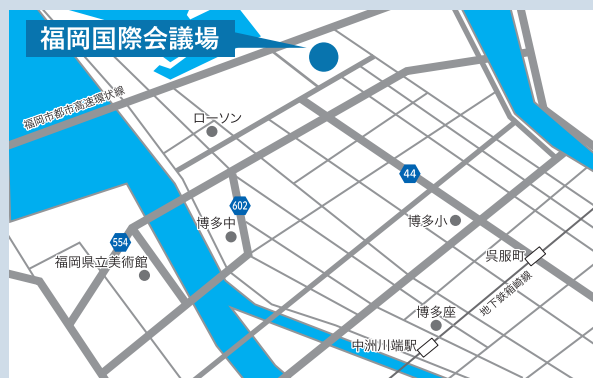 福岡国際会議場
福岡市都市高速環状線
ローソン
44
602
博多中
博多小
554
福岡県立美術館
呉服町
地下鉄箱崎線
博多座
中洲川端駅